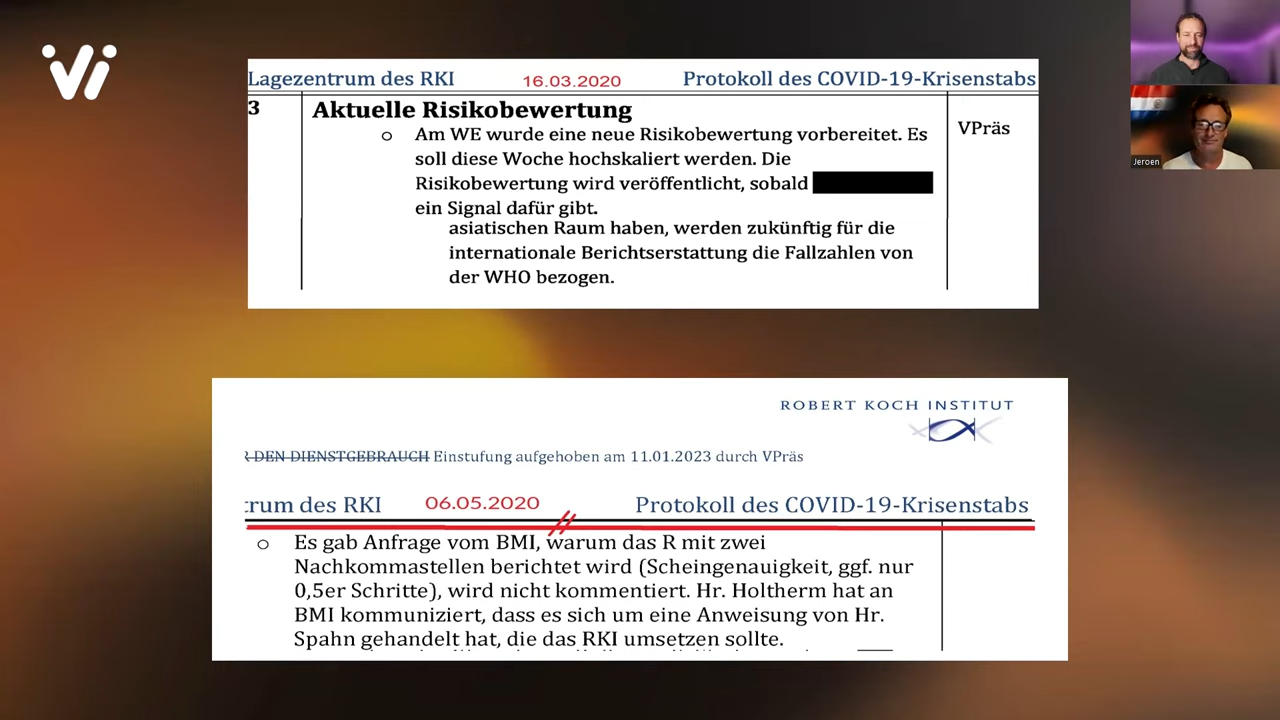 Vi
Lagezentrum des RKI 16.03.2020 Protokoll des COVID-19-Krisenstabs
3 Aktuelle Risikobewertung
o Am WE wurde eine neue Risikobewertung vorbereitet. Es VPräs
soll diese Woche hochskaliert werden. Die
Risikobewertung wird veröffentlicht, sobald
ein Signal dafür gibt.
asiatischen Raum haben, werden zukünftig für die
internationale Berichtserstattung die Fallzahlen von
der WHO bezogen.
Jeroen
ROBERT KOCH INSTITUT
R DEN DIENSTGEBRAUCH Einstufung aufgehoben am 11.01.2023 durch VPräs
trum des RKI 06.05.2020 Protokoll des COVID-19-Krisenstabs
o Es gab Anfrage vom BMI, warum das R mit zwei
Nachkommastellen berichtet wird (Scheingenauigkeit, ggf. nur
0,5er Schritte), wird nicht kommentiert. Hr. Holtherm hat an
BMI kommuniziert, dass es sich um eine Anweisung von Hr.
Spahn gehandelt hat, die das RKI umsetzen sollte.